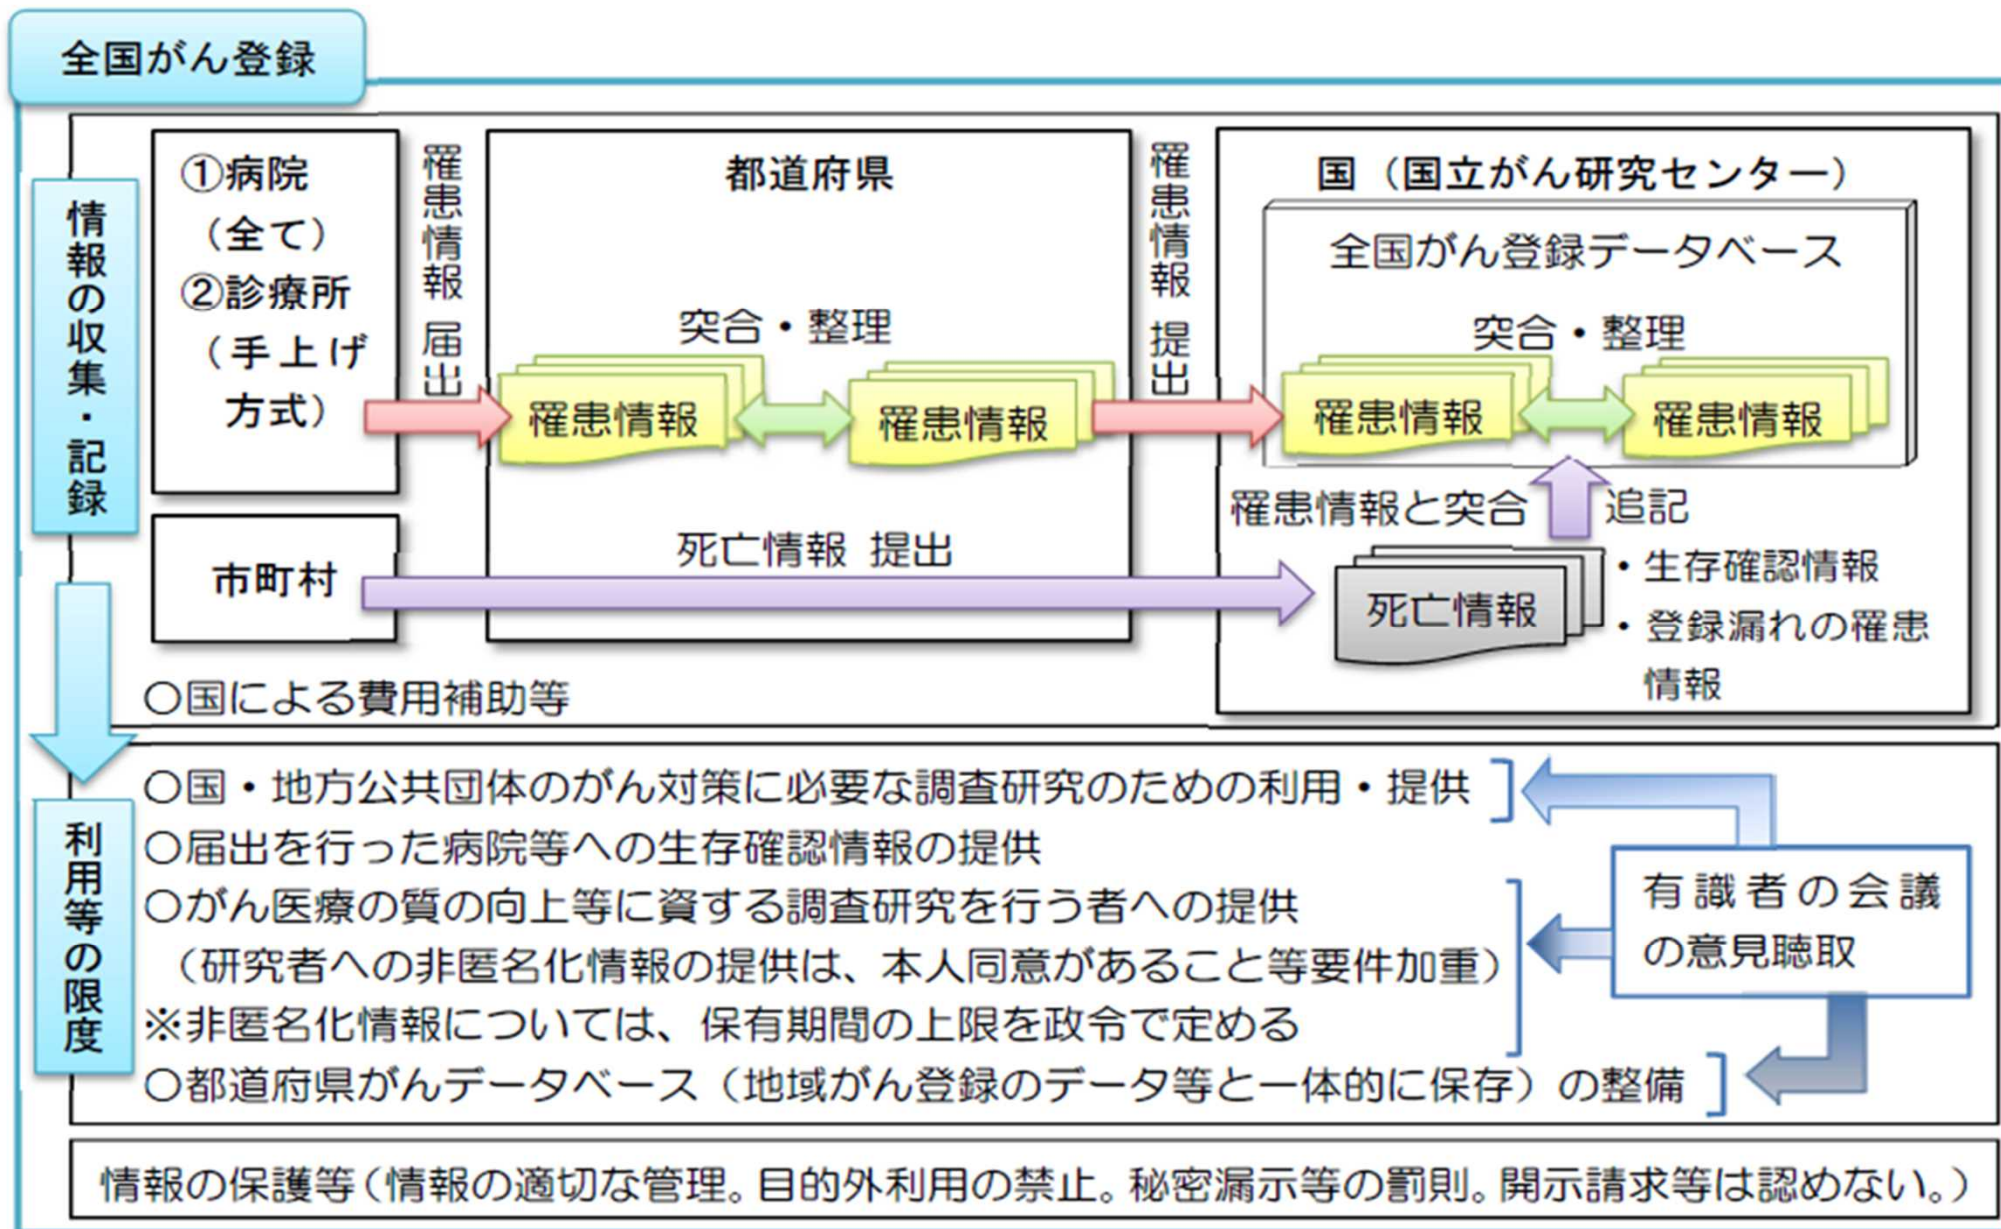 全国がん登録
情報の収集・記録
①病院
（全て）
②診療所
（手上げ
方式）
罹患情報 届出
都道府県
突合・整理
罹患情報
罹患情報
罹患情報 提出
国（国立がん研究センター）
全国がん登録データベース
突合・整理
罹患情報
罹患情報
罹患情報と突合
追記
市町村
死亡情報 提出
死亡情報
・生存確認情報
・登録漏れの罹患
情報
○国による費用補助等
利用等の限度
○国・地方公共団体のがん対策に必要な調査研究のための利用・提供
○届出を行った病院等への生存確認情報の提供
○がん医療の質の向上等に資する調査研究を行う者への提供
（研究者への非匿名化情報の提供は、本人同意があること等要件加重）
※非匿名化情報については、保有期間の上限を政令で定める
○都道府県がんデータベース（地域がん登録のデータ等と一体的に保存）の整備
有識者の会議
の意見聴取
情報の保護等（情報の適切な管理。目的外利用の禁止。秘密漏示等の罰則。開示請求等は認めない。）